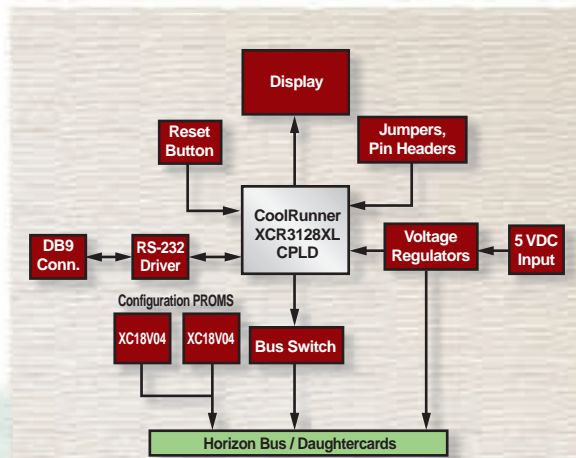 Display
Reset
Button
Jumpers,
Pin Headers
CoolRunner
XCR3128XL
CPLD
DB9
Conn.
RS-232
Driver
Voltage
Regulators
5 VDC
Input
Configuration PROMS
XC18V04
XC18V04
Bus Switch
Horizon Bus / Daughtercards